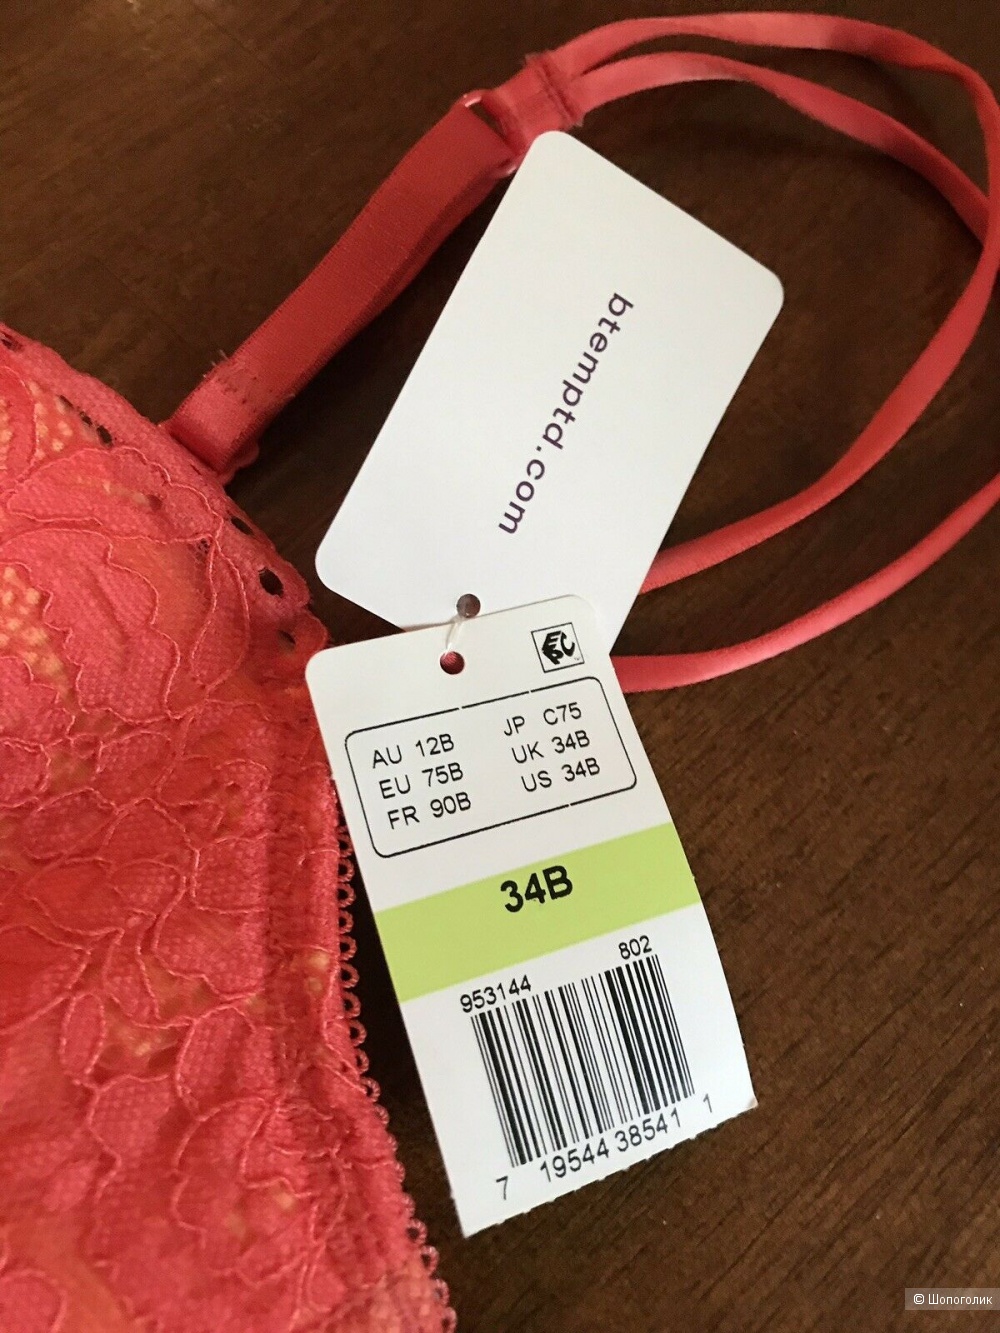 btemptd.com
EPC
AU 12B
EU 75B
FR 90B
JP C75
UK 34B
US 34B
34B
953144
802
7 19544 38541 1
© Шопоголик